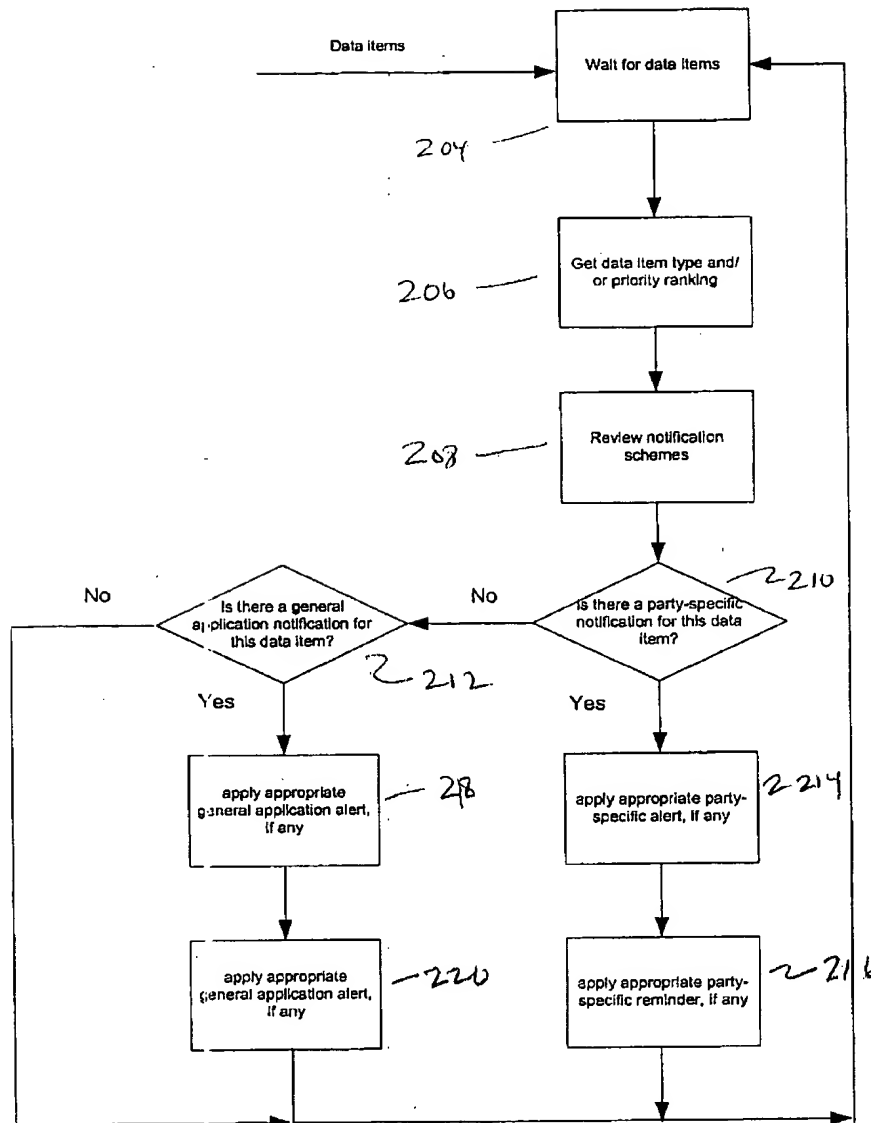 Data items
Wait for data items
204
Get data item type and/
or priority ranking
206
Review notification
schemes
208
210
Is there a party-specific
notification for this data
item?
No
Is there a general
application notification for
this data item?
No
212
Yes
Yes
apply appropriate
general application alert,
if any
218
apply appropriate party-
specific alert, if any
214
apply appropriate
general application alert,
if any
220
apply appropriate party-
specific reminder, if any
216